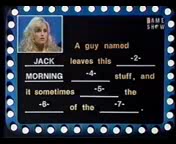 GAME
SHOW
A guy named
JACK leaves this -2-
MORNING -4- stuff, and
it sometimes -5- the
-6- of the -7-.